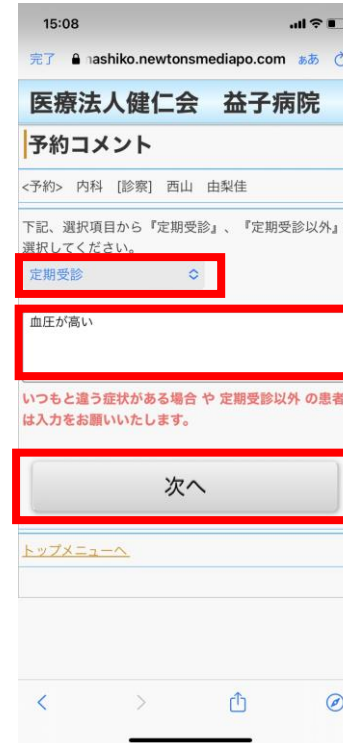 15:08
完了 ashiko.newtonsmediapo.com ぁあ
医療法人健仁会 益子病院
予約コメント
<予約> 内科 [診察] 西山 由梨佳
下記、選択項目から『定期受診』、『定期受診以外』
選択してください。
定期受診
血圧が高い
いつもと違う症状がある場合 や 定期受診以外 の患者
は入力をお願いいたします。
次へ
トップメニューへ